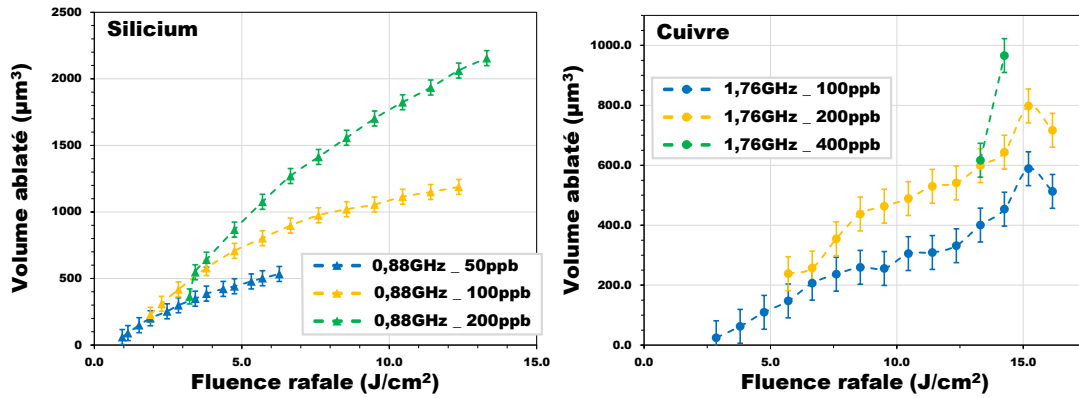 Silicium
Volume ablaté (µm³)
2500
2000
1500
1000
500
0
0.0
5.0
10.0
15.0
Fluence rafale (J/cm²)
0,88GHz _ 50ppb
0,88GHz _ 100ppb
0,88GHz _ 200ppb
Cuivre
Volume ablaté (µm³)
1000.0
800.0
600.0
400.0
200.0
0.0
0.0
5.0
10.0
15.0
Fluence rafale (J/cm²)
1,76GHz _ 100ppb
1,76GHz _ 200ppb
1,76GHz _ 400ppb